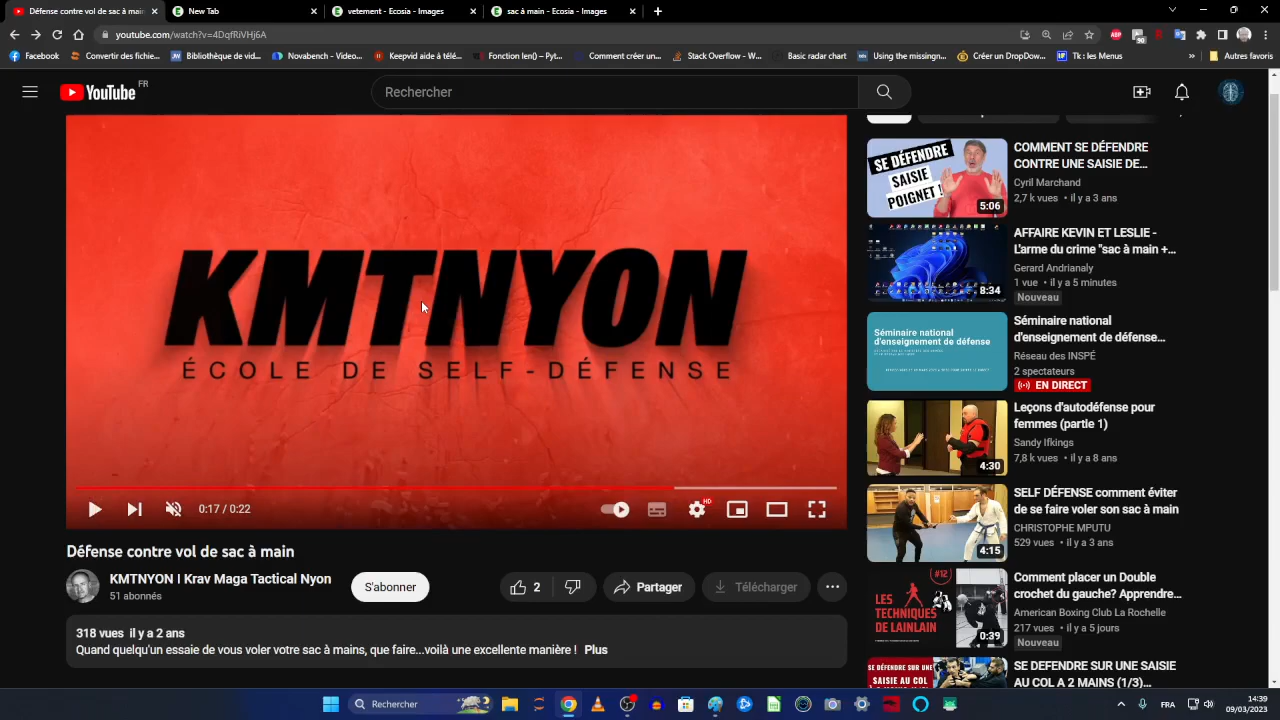 Défense contre vol de sac à main
New Tab
vetement - Ecosia - Images
sac à main - Ecosia - Images
youtube.com/watch?v=4DqfRiVHj6A
90
Facebook
Convertir des fichie...
Bibliothèque de vid...
Novabench - Video...
Keepvid aide à télé...
Fonction len() – Pyt...
Comment créer un...
Stack Overflow - W...
Basic radar chart
Using the missingn...
Créer un DropDow...
Tk : les Menus
»
Autres favoris
YouTube FR
Rechercher
KMTNYON
ÉCOLE DE SELF-DÉFENSE
0:17 / 0:22
HD
Défense contre vol de sac à main
KMTNYON I Krav Maga Tactical Nyon
51 abonnés
S'abonner
2
Partager
Télécharger
318 vues il y a 2 ans
Quand quelqu'un essaie de vous voler votre sac, que faire...voilà une excellente manière ! Plus
SE DÉFENDRE
SAISIE
POIGNET !
5:06
COMMENT SE DÉFENDRE
CONTRE UNE SAISIE DE...
Cyril Marchand
2,7 k vues • il y a 3 ans
8:34
AFFAIRE KEVIN ET LESLIE -
L'arme du crime "sac à main +...
Gerard Andrianaly
1 vue • il y a 5 minutes
Nouveau
Séminaire national
d'enseignement de défense
Séminaire national
d'enseignement de défense...
Réseau des INSPÉ
2 spectateurs
EN DIRECT
4:30
Leçons d'autodéfense pour
femmes (partie 1)
Sandy Ifkings
7,8 k vues • il y a 8 ans
4:15
SELF DÉFENSE comment éviter
de se faire voler son sac à main
CHRISTOPHE MPUTU
529 vues • il y a 3 ans
#12
LES
TECHNIQUES
DE LAINLAIN
0:39
Comment placer un Double
crochet du gauche? Apprendre...
American Boxing Club La Rochelle
217 vues • il y a 5 jours
Nouveau
SE DÉFENDRE SUR UNE
SAISIE AU COL
SE DEFENDRE SUR UNE SAISIE
AU COL A 2 MAINS (1/3)...
Rechercher
FRA
14:39
09/03/2023